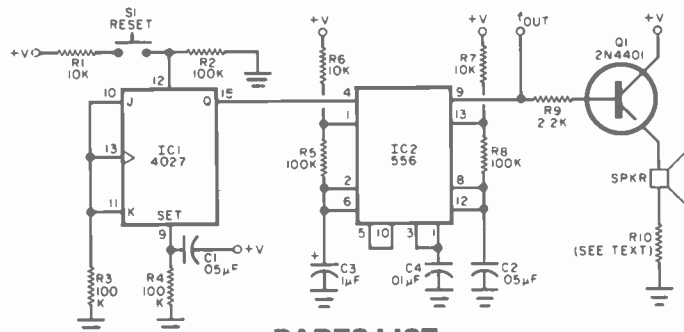 S1
RESET
+V
R1
10K
R2
100K
12
10
J
Q
15
13
IC1
4027
11
K
SET
9
C1
.05µF
+V
R3
100
K
R4
100
K
+V
R6
10K
4
1
R5
100K
2
6
IC2
556
5
10
3
1
C3
1µF
+
C4
.01µF
+V
R7
10K
9
13
R8
100K
8
12
C2
.05µF
fOUT
R9
2.2K
+V
Q1
2N4401
SPKR
R10
(SEE TEXT)
PARTS LIST